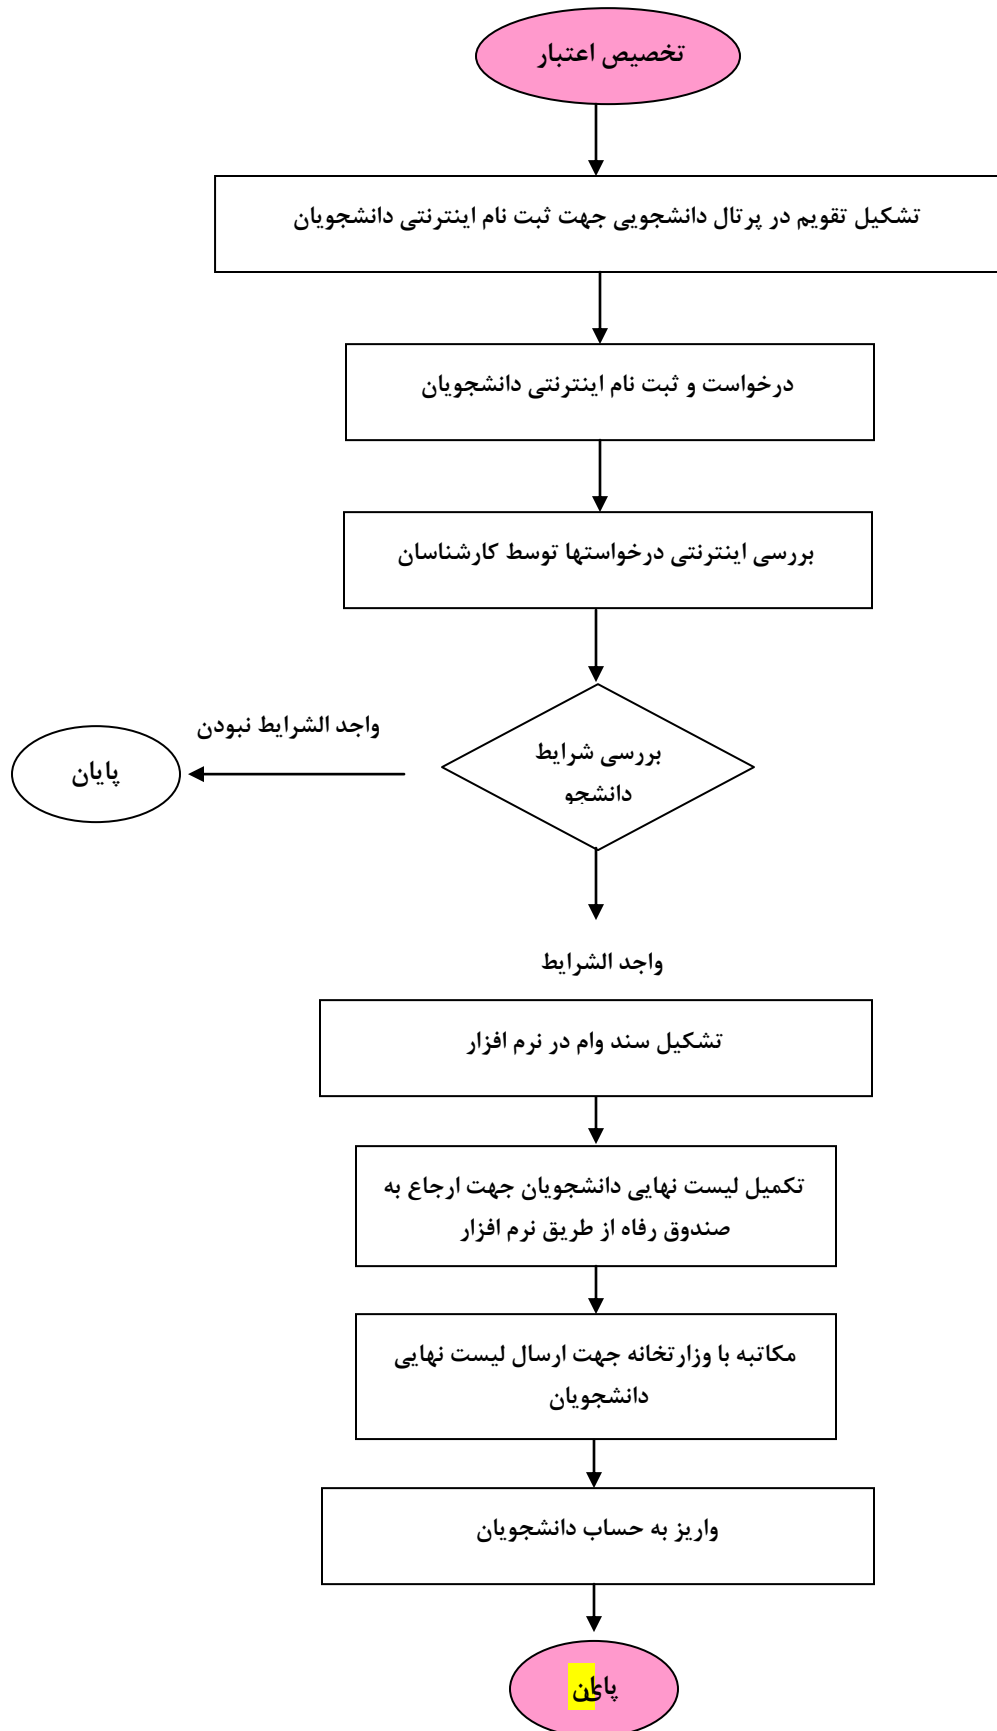 تخصیص اعتبار
تشکیل تقویم در پرتال دانشجویی جهت ثبت نام اینترنتی دانشجویان
درخواست و ثبت نام اینترنتی دانشجویان
بررسی اینترنتی درخواستها توسط کارشناسان
بررسی شرایط
دانشجو
واجد الشرایط نبودن
پایان
واجد الشرایط
تشکیل سند وام در نرم افزار
تکمیل لیست نهایی دانشجویان جهت ارجاع به
صندوق رفاه از طریق نرم افزار
مکاتبه با وزارتخانه جهت ارسال لیست نهایی
دانشجویان
واریز به حساب دانشجویان
پایان